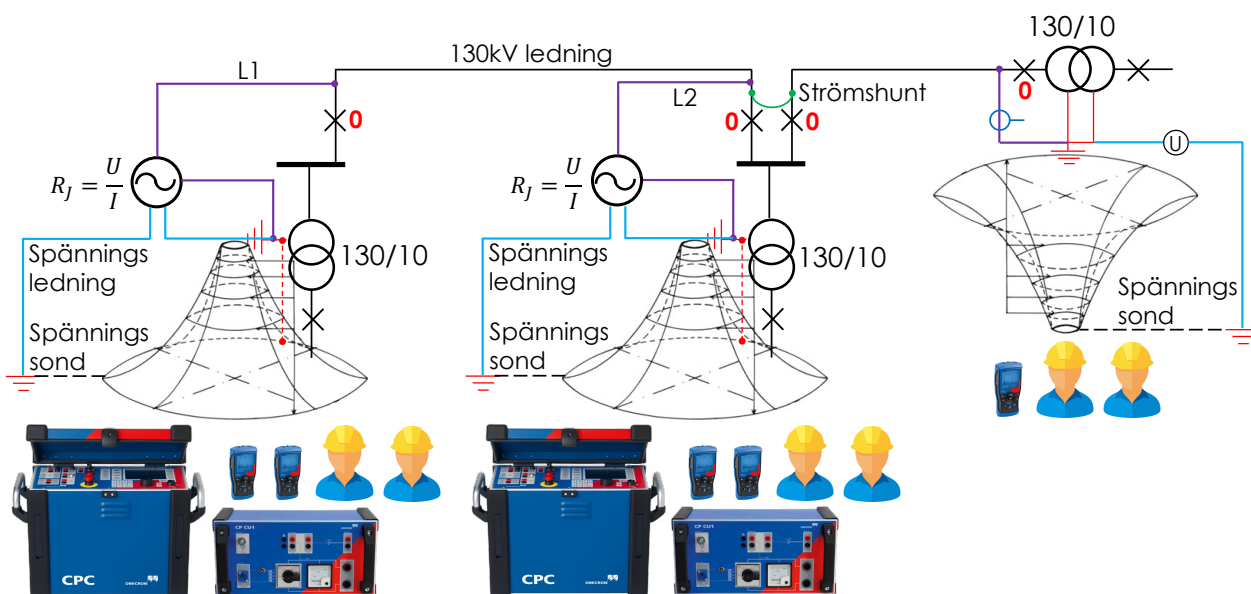 130/10
130kV ledning
L1
L2
Strömshunt
0
0
0
0
R_J = U/I
R_J = U/I
U
Spännings
ledning
130/10
Spännings
ledning
130/10
Spännings
sond
Spännings
sond
Spännings
sond
CP CU1
CP CU1
CPC
OMICRON
CPC
OMICRON